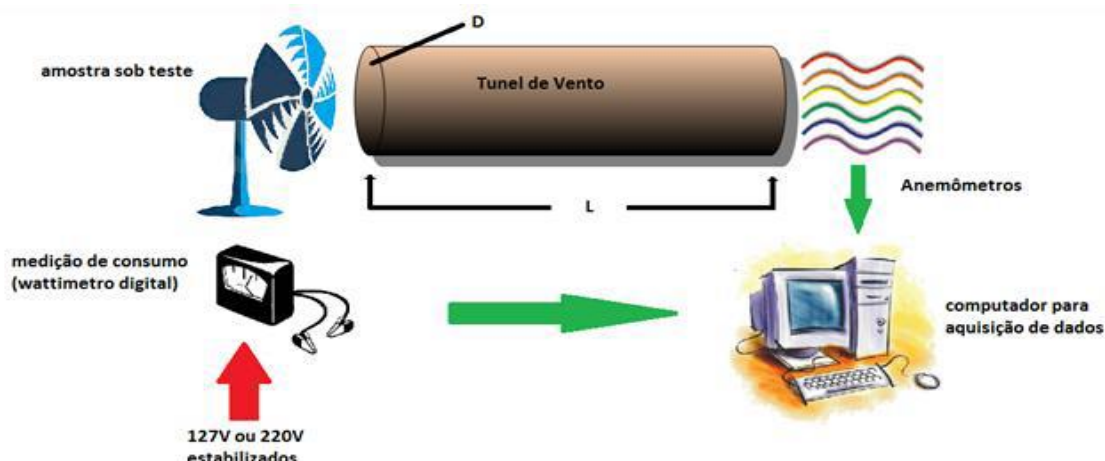 D
amostra sob teste
Tunel de Vento
Anemômetros
L
medição de consumo
(wattimetro digital)
computador para
aquisição de dados
127V ou 220V
estabilizados